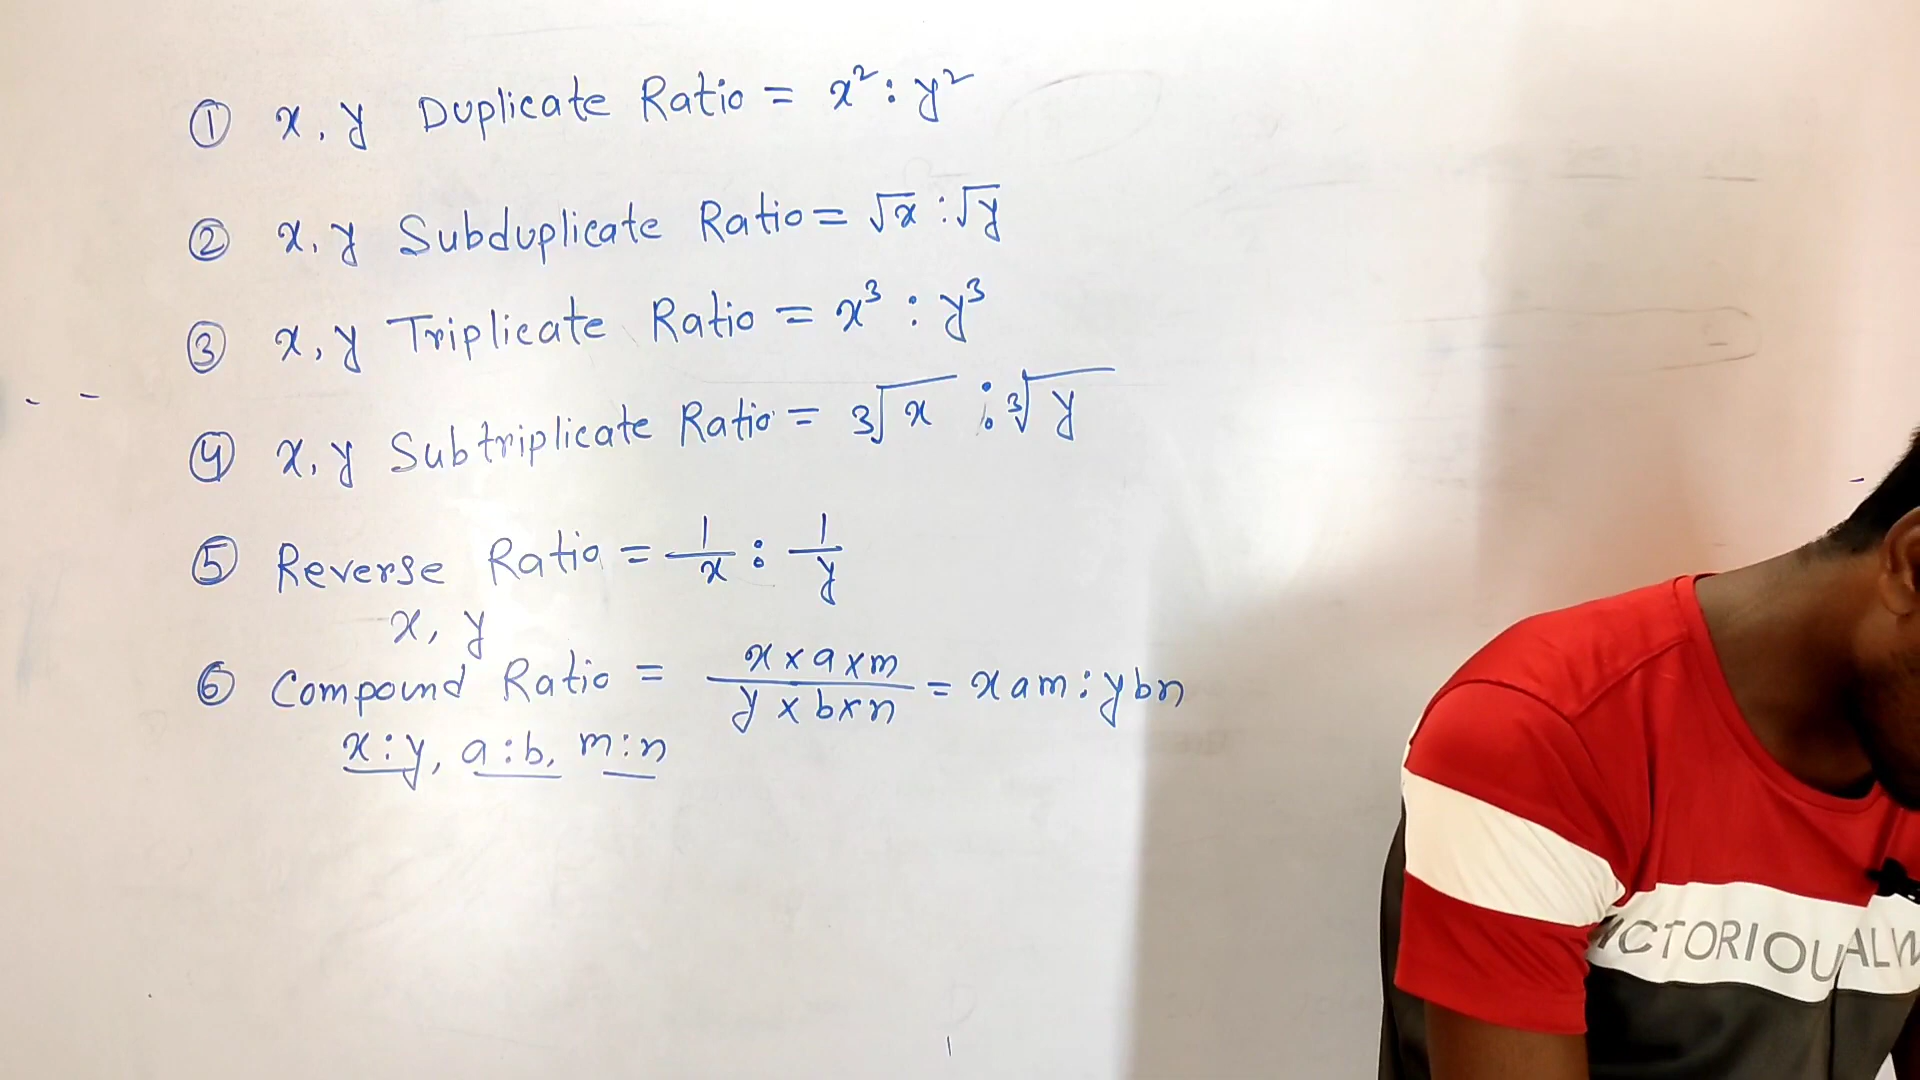 ① x, y Duplicate Ratio = x² : y²
② x, y Subduplicate Ratio = √x : √y
③ x, y Triplicate Ratio = x³ : y³
④ x, y Subtriplicate Ratio = ³√x : ³√y
⑤ Reverse Ratio = 1/x : 1/y
x, y
⑥ Compound Ratio = x×a×m / y×b×n = xam : ybn
x:y, a:b, m:n